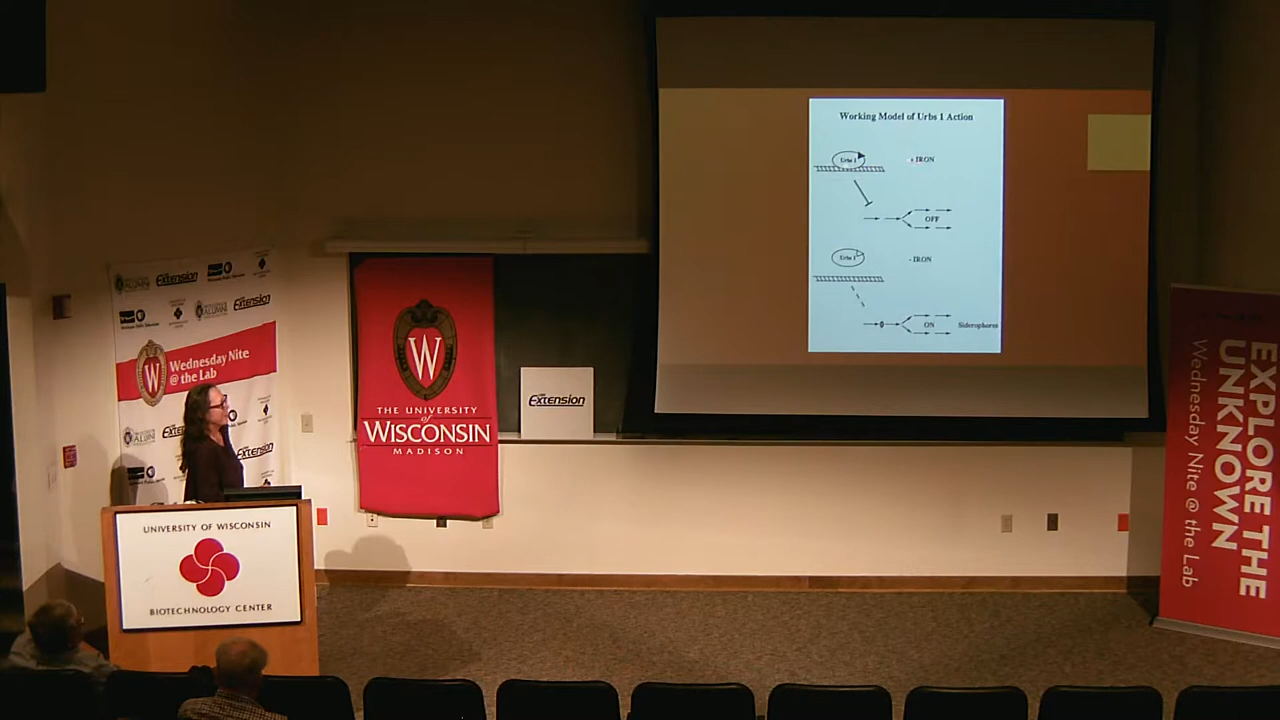 Working Model of Urbs 1 Action
Urbs 1
+ IRON
OFF
Urbs 1
- IRON
ON
Siderophores
Extension
Extension
Wednesday Nite
@ the Lab
W
Extension
W
THE UNIVERSITY
of
WISCONSIN
MADISON
Extension
UNIVERSITY OF WISCONSIN
BIOTECHNOLOGY CENTER
EXPLORE THE
UNKNOWN
Wednesday Nite @ the Lab